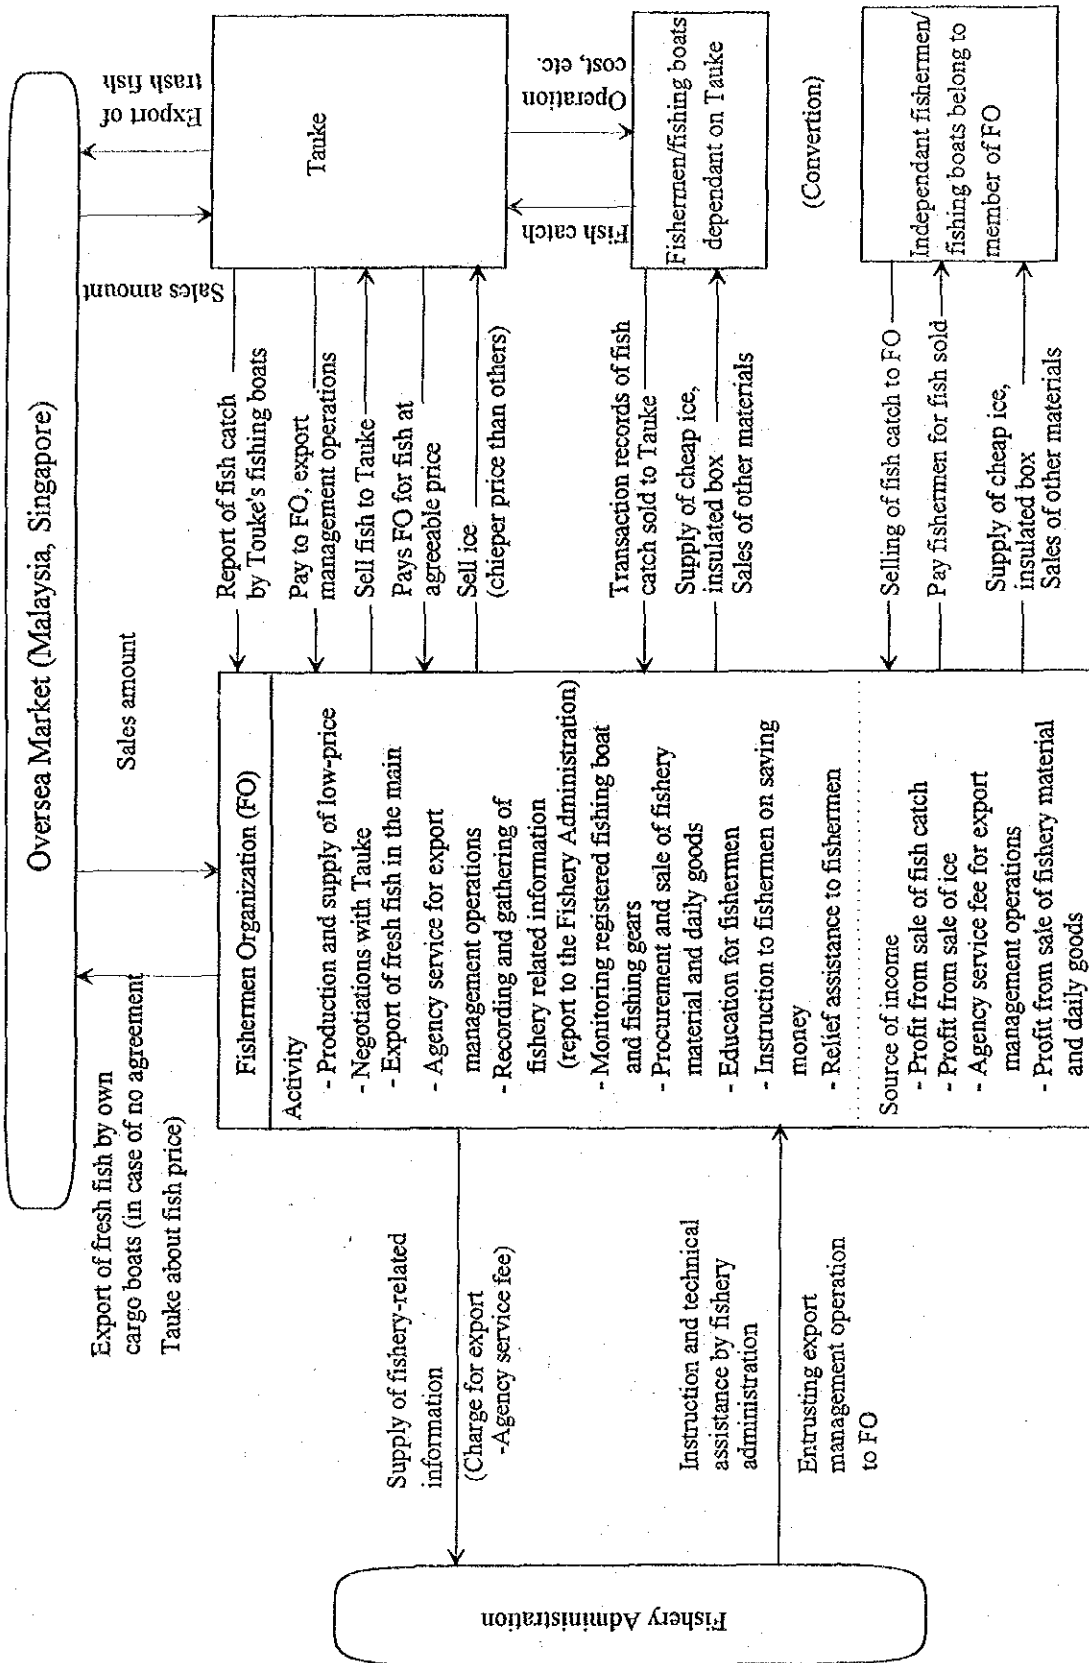 Oversea Market (Malaysia, Singapore)
Export of fresh fish by own
cargo boats (in case of no agreement
Tauke about fish price)
Sales amount
Sales amount
Export of
trash fish
Fishery Administration
Supply of fishery-related
information
(Charge for export
-Agency service fee)
Instruction and technical
assistance by fishery
administration
Entrusting export
management operation
to FO
Fishermen Organization (FO)
Activity
- Production and supply of low-price
- Negotiations with Tauke
- Export of fresh fish in the main
- Agency service for export
management operations
- Recording and gathering of
fishery related information
(report to the Fishery Administration)
- Monitoring registered fishing boat
and fishing gears
- Procurement and sale of fishery
material and daily goods
- Education for fishermen
- Instruction to fishermen on saving
money
- Relief assistance to fishermen
Source of income
- Profit from sale of fish catch
- Profit from sale of ice
- Agency service fee for export
management operations
- Profit from sale of fishery material
and daily goods
Report of fish catch
by Touke's fishing boats
Pay to FO, export
management operations
Sell fish to Tauke
Pays FO for fish at
agreeable price
Sell ice
(chieper price than others)
Transaction records of fish
catch sold to Tauke
Supply of cheap ice,
insulated box
Sales of other materials
Selling of fish catch to FO
Pay fishermen for fish sold
Supply of cheap ice,
insulated box
Sales of other materials
Tauke
Fish catch
Operation
cost, etc.
Fishermen/fishing boats
dependant on Tauke
(Convertion)
Independant fishermen/
fishing boats belong to
member of FO